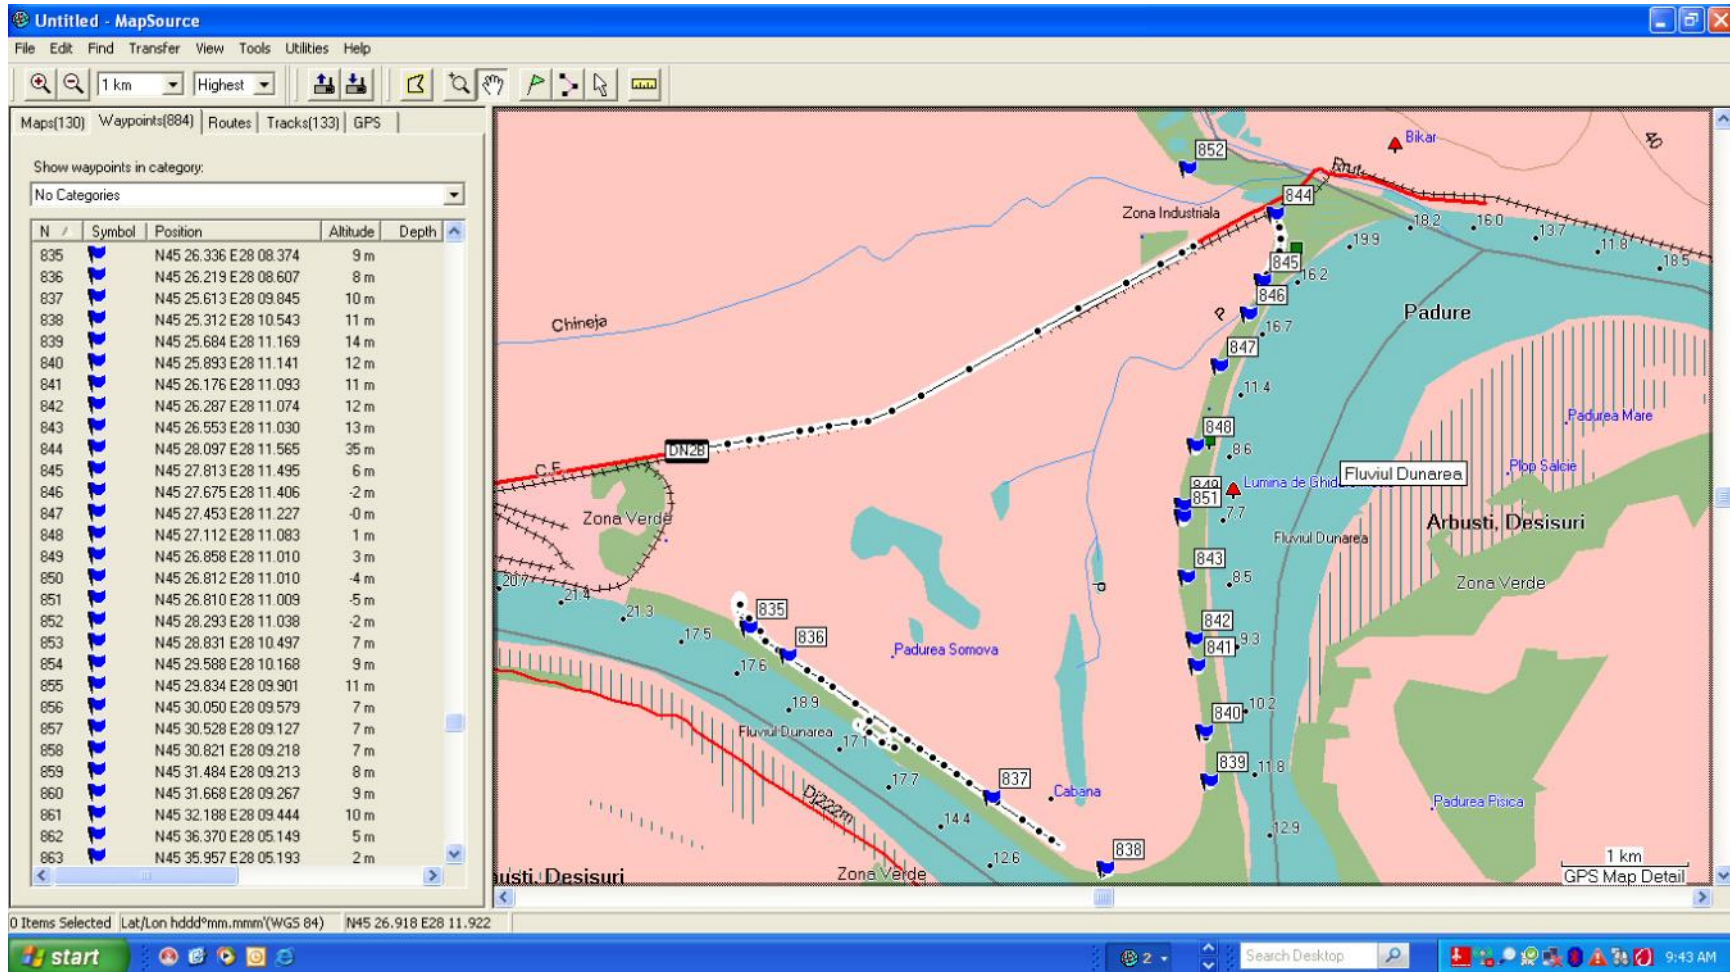 Untitled - MapSource
File Edit Find Transfer View Tools Utilities Help
1 km Highest
Maps(130) Waypoints(884) Routes Tracks(133) GPS
Show waypoints in category:
No Categories
N / Symbol Position Altitude Depth
835 N45 26.336 E28 08.374 9 m
836 N45 26.219 E28 08.607 8 m
837 N45 25.613 E28 09.845 10 m
838 N45 25.312 E28 10.543 11 m
839 N45 25.684 E28 11.169 14 m
840 N45 25.893 E28 11.141 12 m
841 N45 26.176 E28 11.093 11 m
842 N45 26.287 E28 11.074 12 m
843 N45 26.553 E28 11.030 13 m
844 N45 28.097 E28 11.565 35 m
845 N45 27.813 E28 11.495 6 m
846 N45 27.675 E28 11.406 -2 m
847 N45 27.453 E28 11.227 -0 m
848 N45 27.112 E28 11.083 1 m
849 N45 26.858 E28 11.010 3 m
850 N45 26.812 E28 11.010 -4 m
851 N45 26.810 E28 11.009 -5 m
852 N45 28.293 E28 11.038 -2 m
853 N45 28.831 E28 10.497 7 m
854 N45 29.588 E28 10.168 9 m
855 N45 29.834 E28 09.901 11 m
856 N45 30.050 E28 09.579 7 m
857 N45 30.528 E28 09.127 7 m
858 N45 30.821 E28 09.218 7 m
859 N45 31.484 E28 09.213 8 m
860 N45 31.668 E28 09.267 9 m
861 N45 32.188 E28 09.444 10 m
862 N45 36.370 E28 05.149 5 m
863 N45 35.957 E28 05.193 2 m
Bikar
40
852
Prut
844
Zona Industriala
18.2
16.0
13.7
11.8
18.5
19.9
845
16.2
846
Padure
Chineja
P
16.7
847
11.4
Padurea Mare
848
8.6
DN2B
C.F.
Fluviul Dunarea
Plop Salcie
849
851
Lumina de Ghidare
7.7
Zona Verde
Arbusti, Desisuri
Fluviul Dunarea
843
8.5
Zona Verde
P
20.7
21.4
21.3
835
842
17.5
836
9.3
841
Padurea Somova
17.6
18.9
840
10.2
Fluviul Dunarea
17.1
839
11.8
17.7
837
Cabana
Padurea Pisica
Dj222m
14.4
12.9
12.6
838
1 km
usti, Desisuri
Zona Verde
GPS Map Detail
0 Items Selected Lat/Lon hddd°mm.mmm'(WGS 84) N45 26.918 E28 11.922
start 2 Search Desktop 9:43 AM